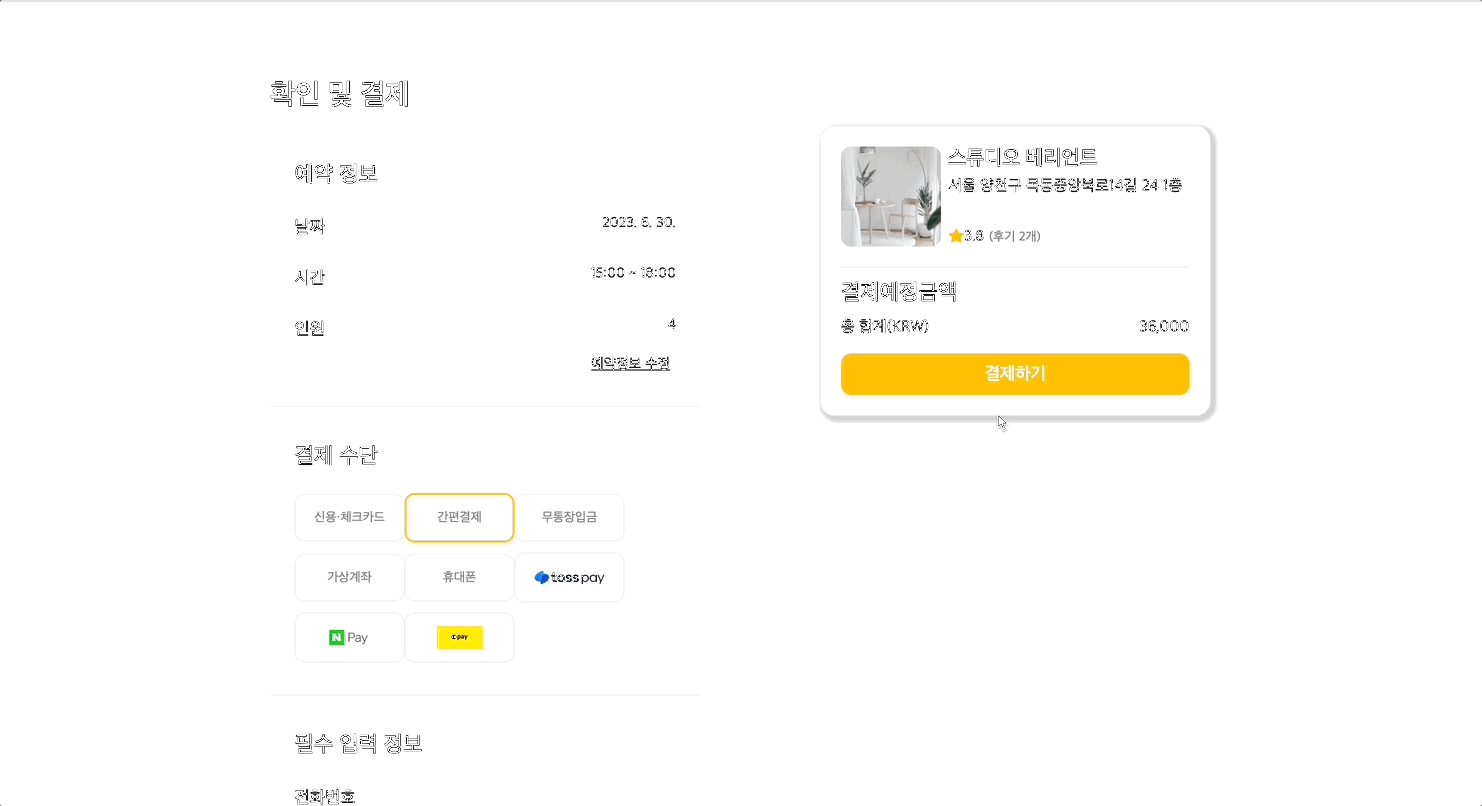 확인 및 결제
예약 정보
날짜 2023. 6. 30.
시간 15:00 ~ 18:00
인원 4
예약정보 수정
결제 수단
신용·체크카드 간편결제 무통장입금
가상계좌 휴대폰 toss pay
N Pay pay
필수 입력 정보
전화번호
스튜디오 베리언트
서울 양천구 목동중앙북로14길 24 1층
3.8 (후기 2개)
결제예정금액
총 합계(KRW) 36,000
결제하기